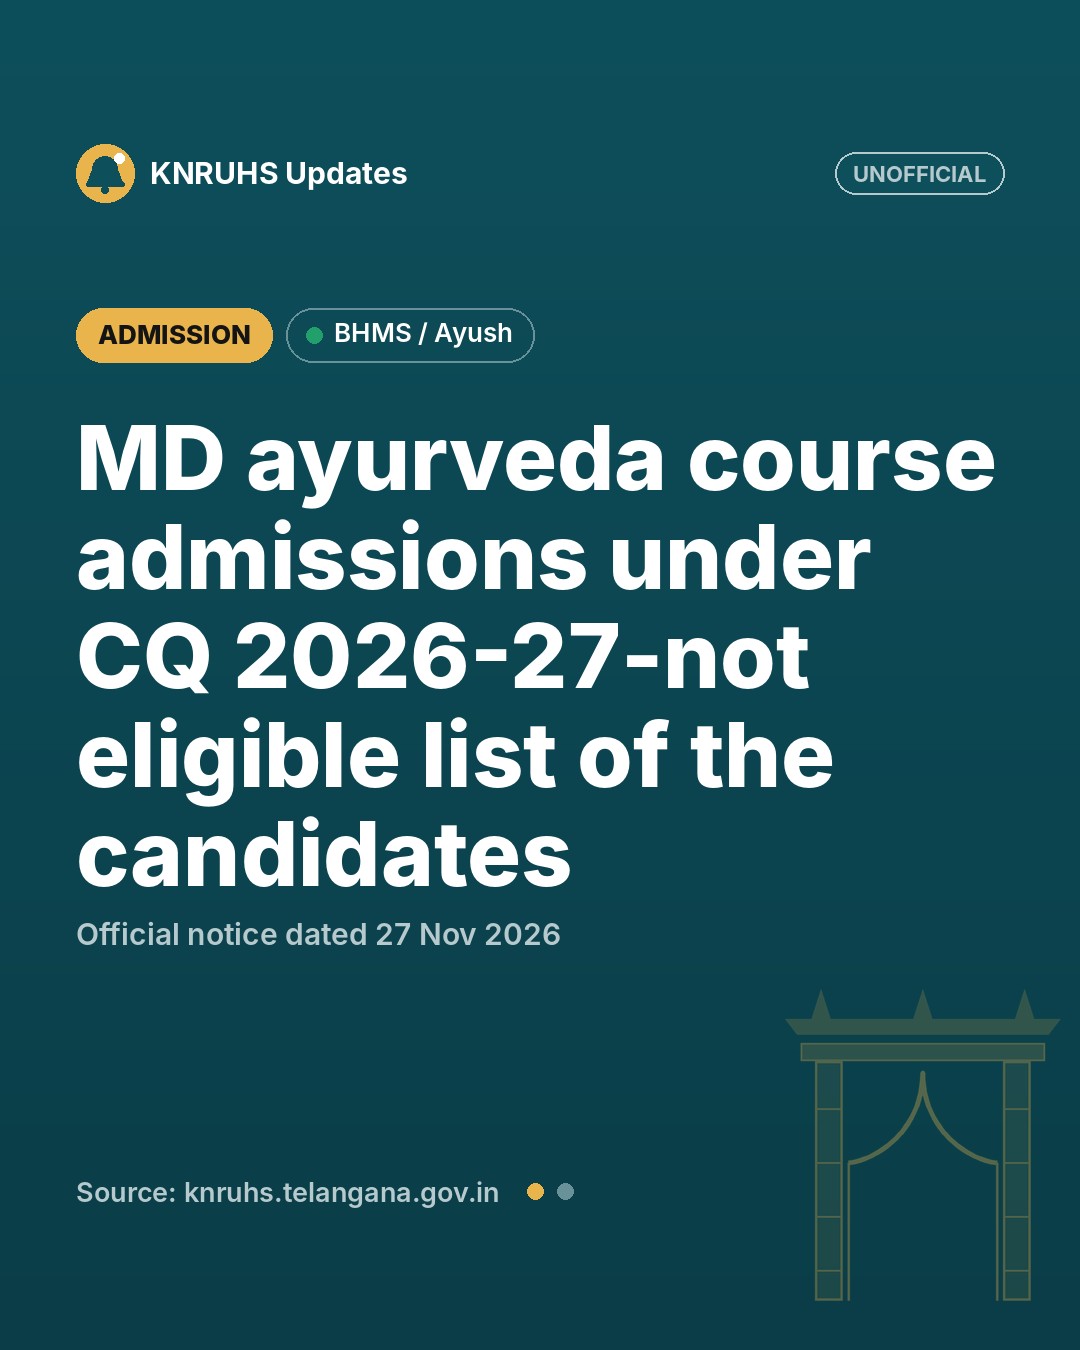 KNRUHS Updates
UNOFFICIAL
ADMISSION
BHMS / Ayush
MD ayurveda course
admissions under
CQ 2026-27-not
eligible list of the
candidates
Official notice dated 27 Nov 2026
Source: knruhs.telangana.gov.in